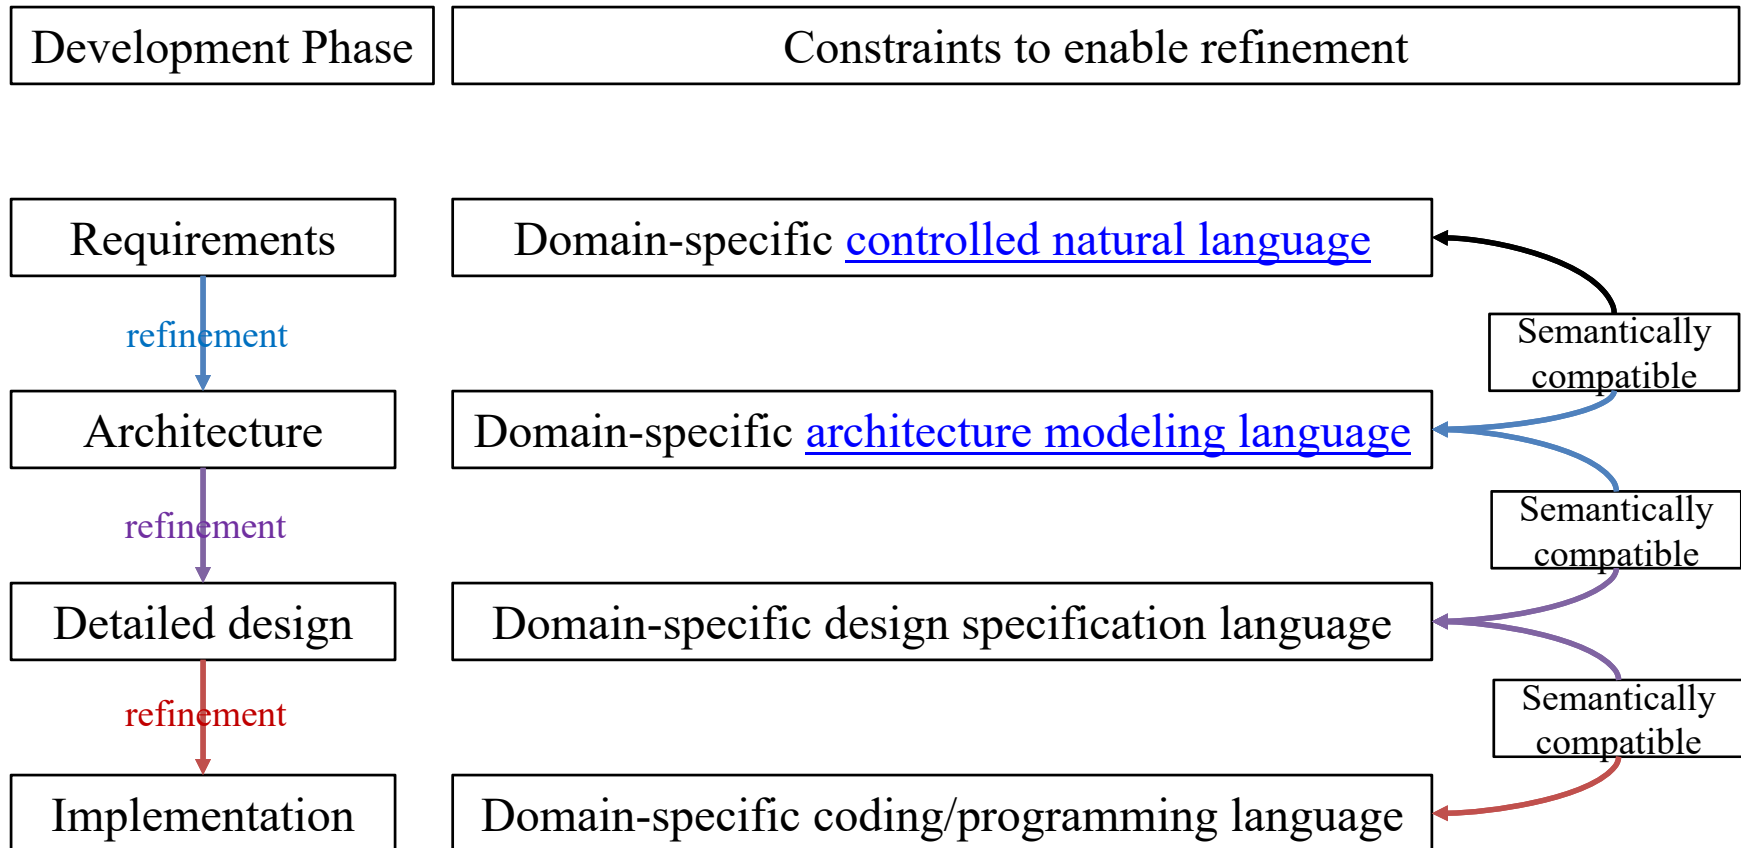 Development Phase
Constraints to enable refinement
Requirements
Domain-specific controlled natural language
refinement
Semantically
compatible
Architecture
Domain-specific architecture modeling language
refinement
Semantically
compatible
Detailed design
Domain-specific design specification language
refinement
Semantically
compatible
Implementation
Domain-specific coding/programming language